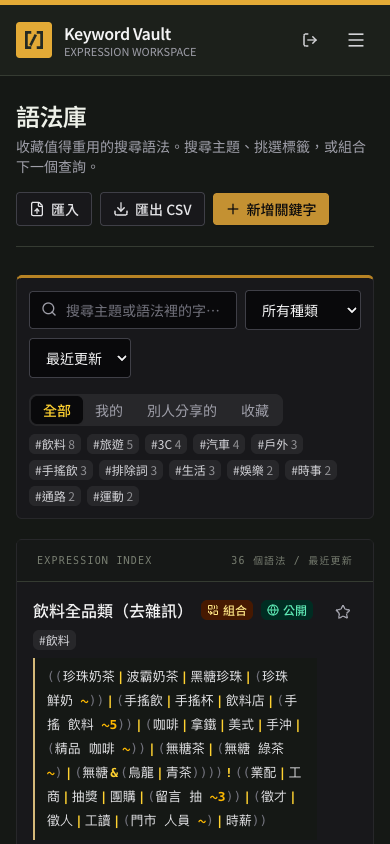 [/]
Keyword Vault
EXPRESSION WORKSPACE
語法庫
收藏值得重用的搜尋語法。搜尋主題、挑選標籤，或組合
下一個查詢。
匯入
匯出 CSV
新增關鍵字
搜尋主題或語法裡的字…
所有種類
最近更新
全部 我的 別人分享的 收藏
#飲料 8 #旅遊 5 #3C 4 #汽車 4 #戶外 3
#手搖飲 3 #排除詞 3 #生活 3 #娛樂 2 #時事 2
#通路 2 #運動 2
EXPRESSION INDEX 36 個語法 / 最近更新
飲料全品類（去雜訊） 組合 公開
#飲料
((珍珠奶茶|波霸奶茶|黑糖珍珠|(珍珠
鮮奶 ~))|(手搖飲|手搖杯|飲料店|(手
搖 飲料 ~5))|(咖啡|拿鐵|美式|手沖|
(精品 咖啡 ~))|(無糖茶|(無糖 綠茶
~)|(無糖&(烏龍|青茶))))!((業配|工
商|抽獎|團購|(留言 抽 ~3))|(徵才|
徵人|工讀|(門市 人員 ~)|時薪))